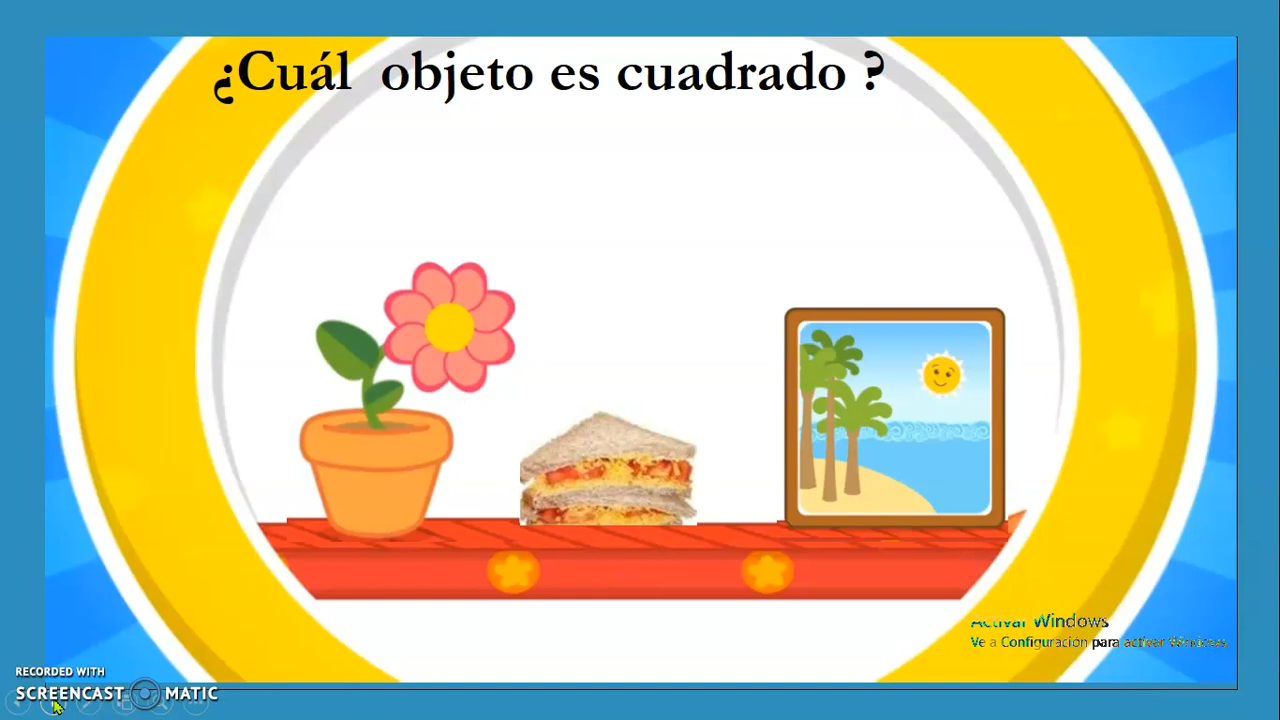 ¿Cuál objeto es cuadrado ?
Activar Windows
Ve a Configuración para activar Windows.
RECORDED WITH
SCREENCAST MATIC